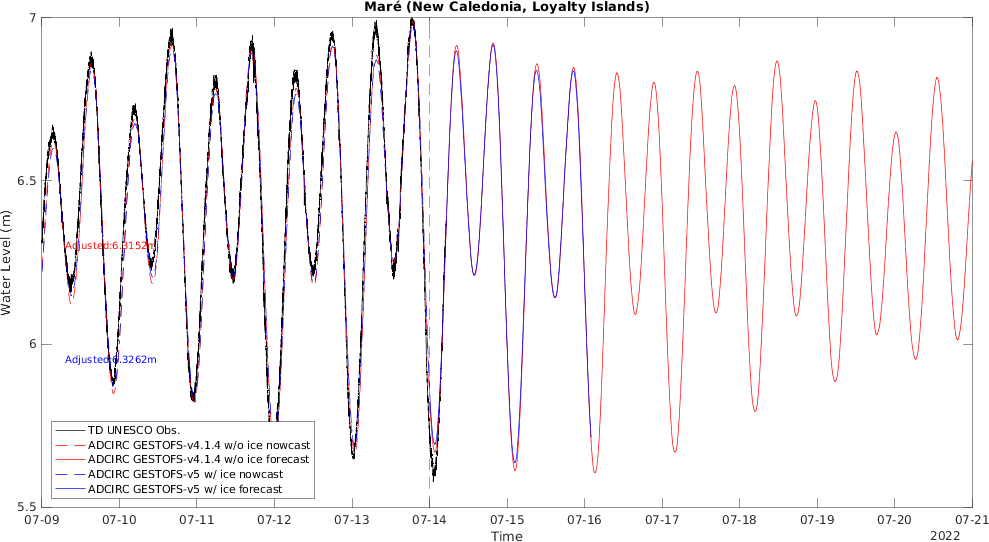 Maré (New Caledonia, Loyalty Islands)
7
6.5
6
5.5
Water Level (m)
Adjusted:6.3152m
Adjusted:6.3262m
TD UNESCO Obs.
ADCIRC GESTOFS-v4.1.4 w/o ice nowcast
ADCIRC GESTOFS-v4.1.4 w/o ice forecast
ADCIRC GESTOFS-v5 w/ ice nowcast
ADCIRC GESTOFS-v5 w/ ice forecast
07-09 07-10 07-11 07-12 07-13 07-14 07-15 07-16 07-17 07-18 07-19 07-20 07-21
Time
2022